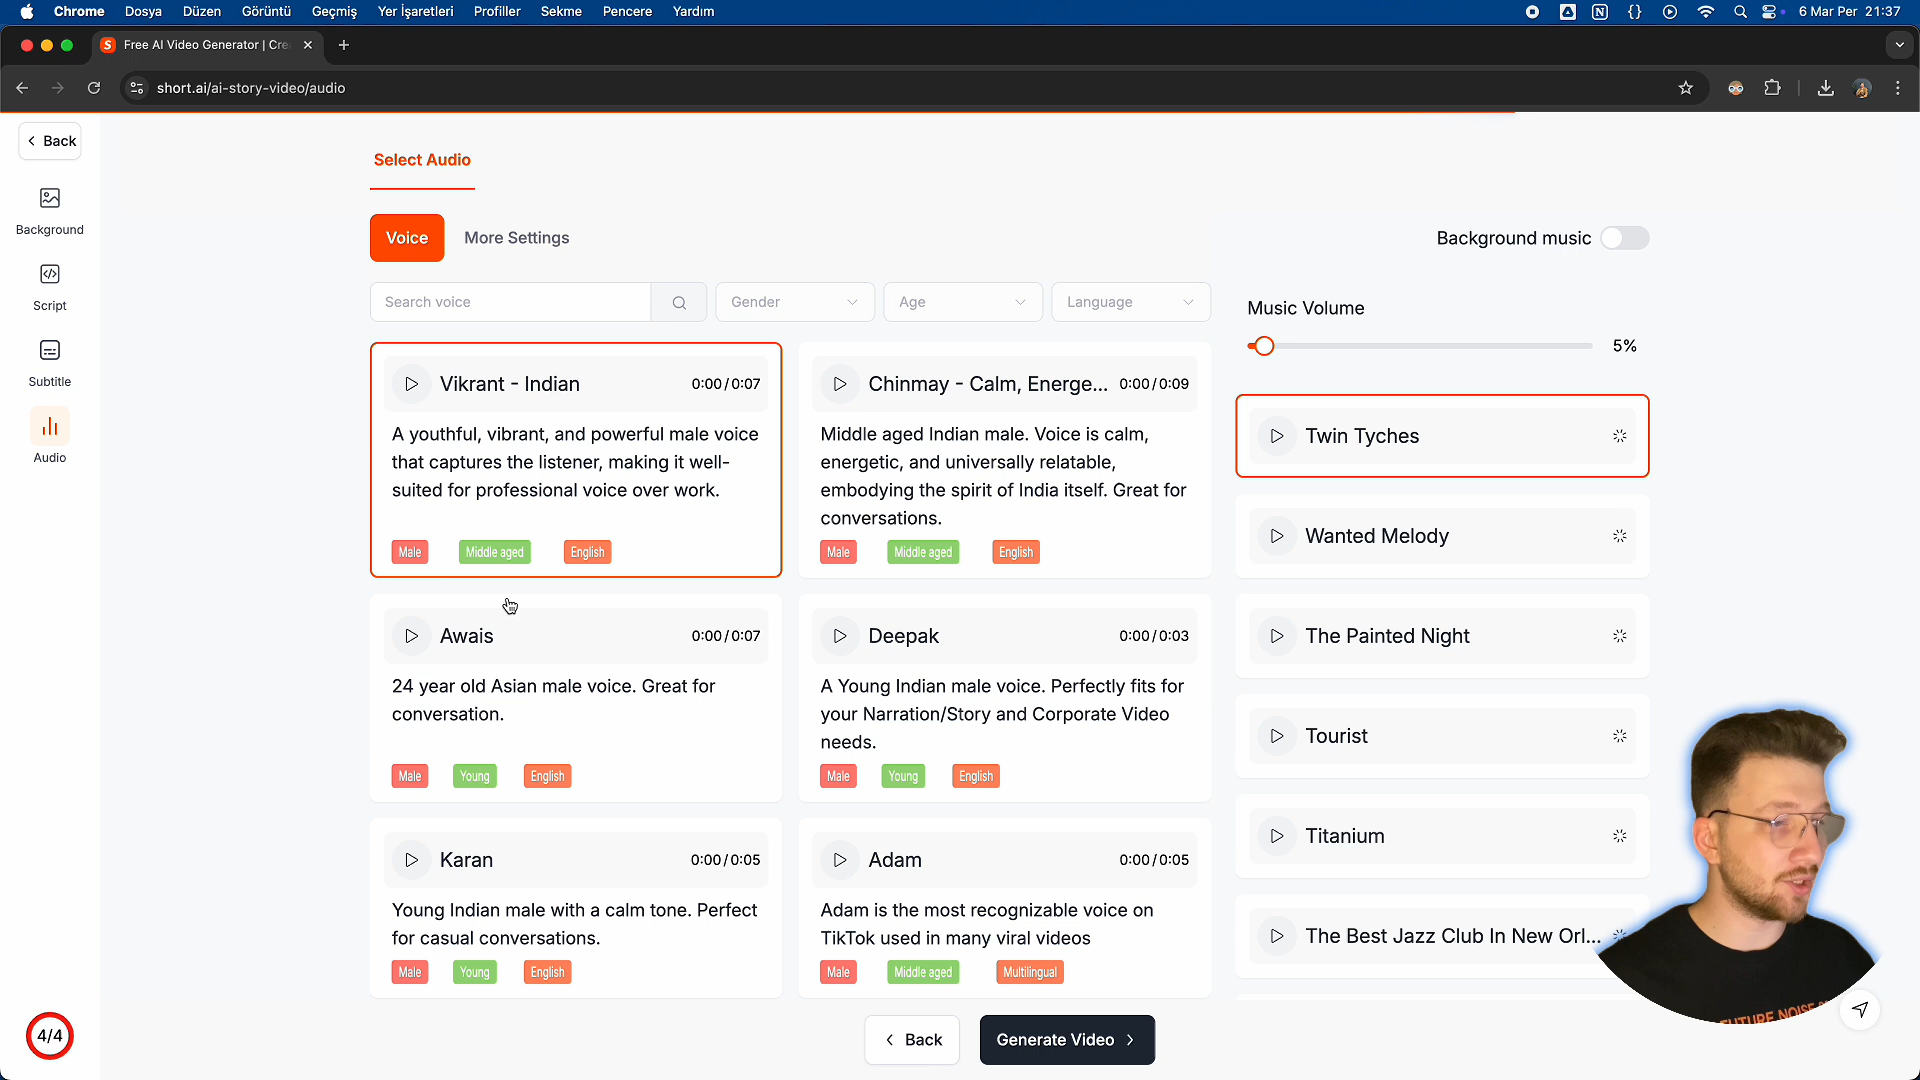 Chrome Dosya Düzen Görüntü Geçmiş Yer İşaretleri Profiller Sekme Pencere Yardım 6 Mar Per 21:37
Free AI Video Generator | Cre
short.ai/ai-story-video/audio
Back
Background
Script
Subtitle
Audio
4/4
Select Audio
Voice More Settings
Background music
Search voice Gender Age Language
Music Volume
5%
Vikrant - Indian 0:00/0:07
A youthful, vibrant, and powerful male voice
that captures the listener, making it well-
suited for professional voice over work.
Male Middle aged English
Chinmay - Calm, Energe... 0:00/0:09
Middle aged Indian male. Voice is calm,
energetic, and universally relatable,
embodying the spirit of India itself. Great for
conversations.
Male Middle aged English
Awais 0:00/0:07
24 year old Asian male voice. Great for
conversation.
Male Young English
Deepak 0:00/0:03
A Young Indian male voice. Perfectly fits for
your Narration/Story and Corporate Video
needs.
Male Young English
Karan 0:00/0:05
Young Indian male with a calm tone. Perfect
for casual conversations.
Male Young English
Adam 0:00/0:05
Adam is the most recognizable voice on
TikTok used in many viral videos
Male Middle aged Multilingual
Twin Tyches
Wanted Melody
The Painted Night
Tourist
Titanium
The Best Jazz Club In New Orl...
Back Generate Video
FUTURE NOISE